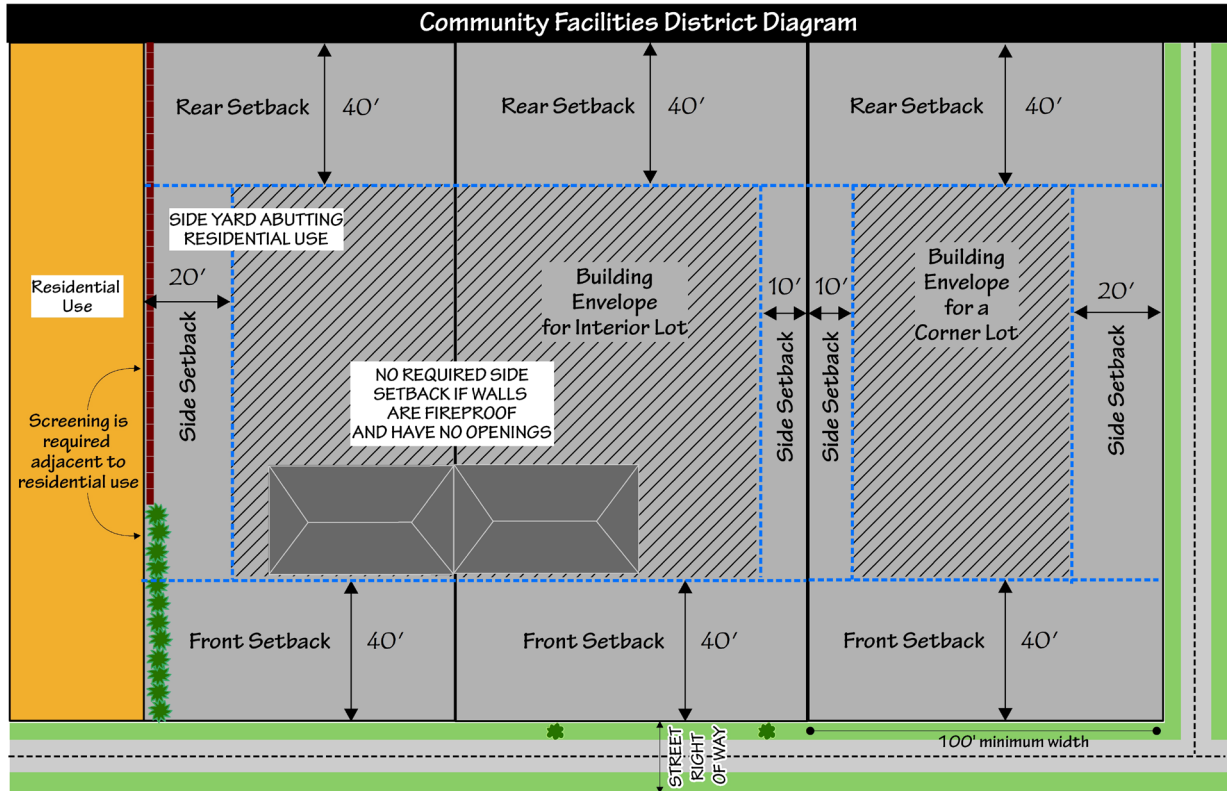 Community Facilities District Diagram
Rear Setback
40'
Rear Setback
40'
Rear Setback
40'
SIDE YARD ABUTTING
RESIDENTIAL USE
Residential
Use
20'
Side Setback
Building
Envelope
for Interior Lot
10'
Side Setback
10'
Side Setback
Building
Envelope
for a
Corner Lot
20'
Side Setback
NO REQUIRED SIDE
SETBACK IF WALLS
ARE FIREPROOF
AND HAVE NO OPENINGS
Screening is
required
adjacent to
residential use
Front Setback
40'
Front Setback
40'
Front Setback
40'
STREET
RIGHT
OF WAY
100' minimum width